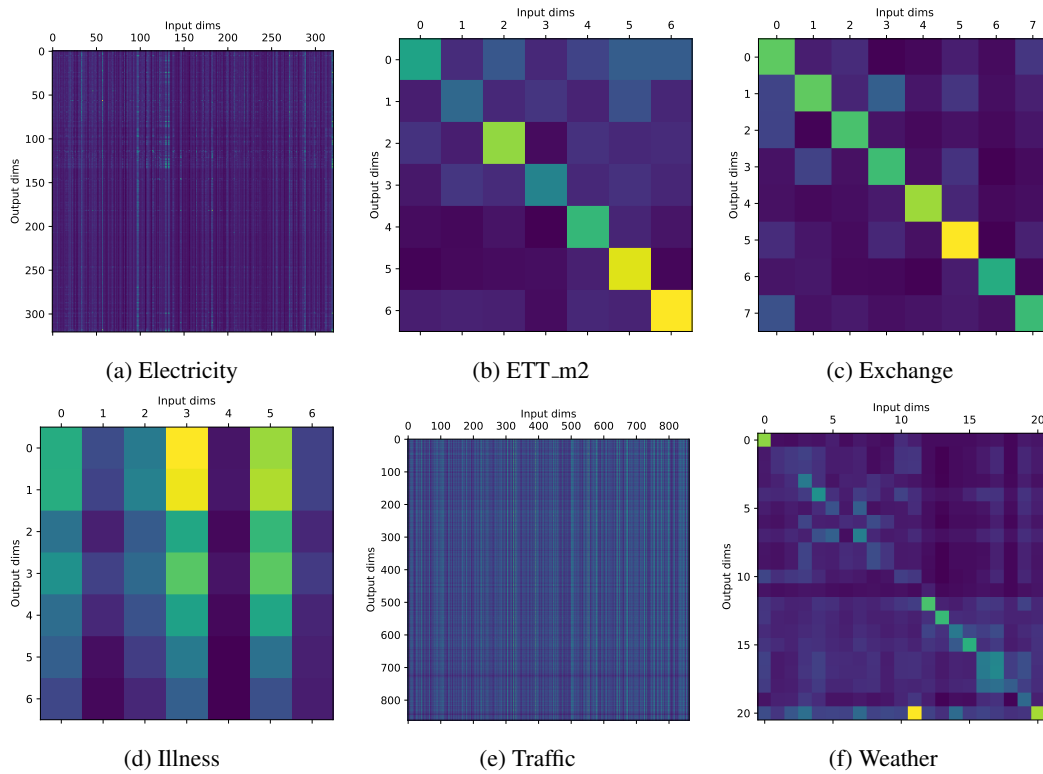 Input dims
0 50 100 150 200 250 300
0
50
100
150
200
250
300
Output dims
(a) Electricity
Input dims
0 1 2 3 4 5 6
0
1
2
3
4
5
6
Output dims
(b) ETT_m2
Input dims
0 1 2 3 4 5 6 7
0
1
2
3
4
5
6
7
Output dims
(c) Exchange
Input dims
0 1 2 3 4 5 6
0
1
2
3
4
5
6
Output dims
(d) Illness
Input dims
0 100 200 300 400 500 600 700 800
0
100
200
300
400
500
600
700
800
Output dims
(e) Traffic
Input dims
0 5 10 15 20
0
5
10
15
20
Output dims
(f) Weather